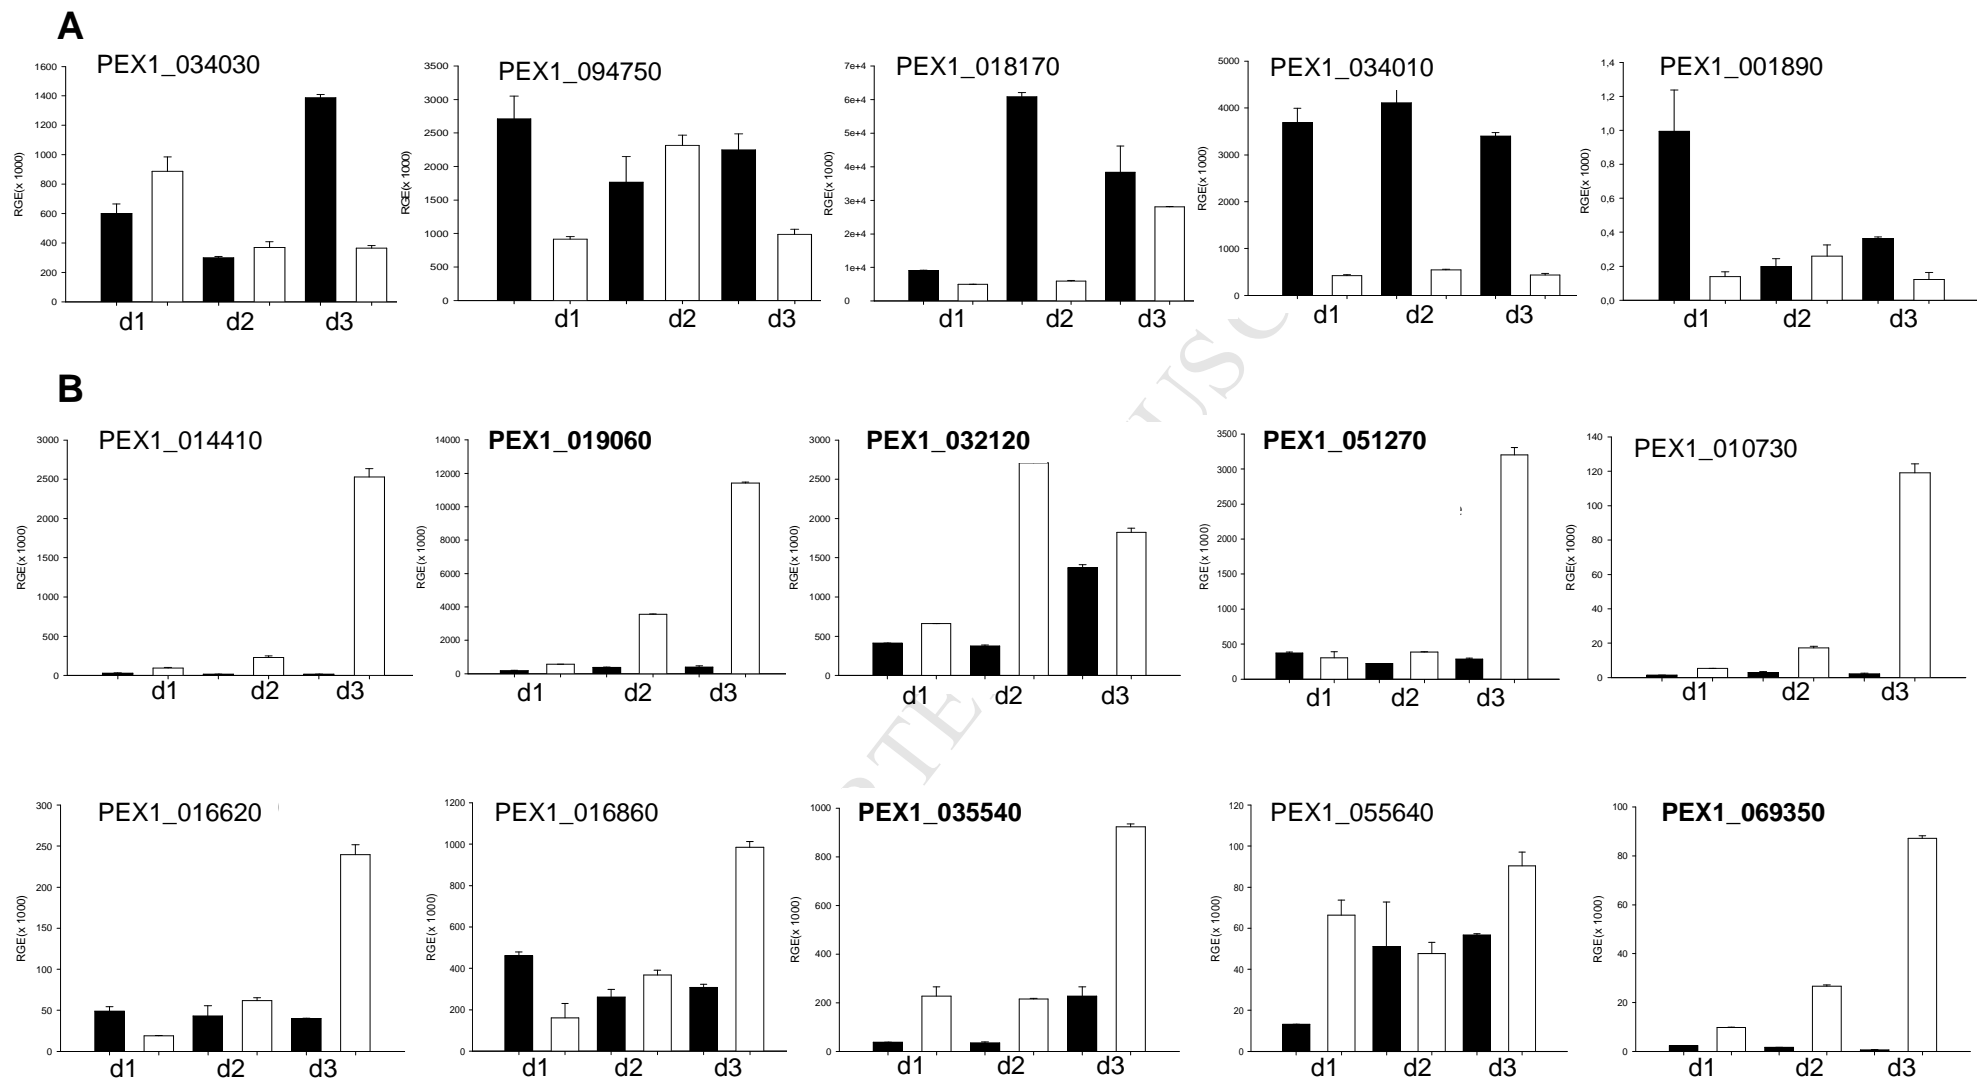 A
PEX1_034030
1600
1400
1200
1000
800
600
400
200
0
RGE(x 1000)
d1 d2 d3
PEX1_094750
3500
3000
2500
2000
1500
1000
500
0
RGE(x 1000)
d1 d2 d3
PEX1_018170
7e+4
6e+4
5e+4
4e+4
3e+4
2e+4
1e+4
0
RGE(x 1000)
d1 d2 d3
PEX1_034010
5000
4000
3000
2000
1000
0
RGE(x 1000)
d1 d2 d3
PEX1_001890
1,4
1,2
1,0
0,8
0,6
0,4
0,2
0,0
RGE(x 1000)
d1 d2 d3
B
PEX1_014410
3000
2500
2000
1500
1000
500
0
RGE(x 1000)
d1 d2 d3
PEX1_019060
14000
12000
10000
8000
6000
4000
2000
0
RGE(x 1000)
d1 d2 d3
PEX1_032120
3000
2500
2000
1500
1000
500
0
RGE(x 1000)
d1 d2 d3
PEX1_051270
3500
3000
2500
3000
1500
1000
500
0
RGE(x 1000)
d1 d2 d3
PEX1_010730
140
120
100
80
60
40
20
0
RGE(x 1000)
d1 d2 d3
PEX1_016620
300
250
200
150
100
50
0
RGE(x 1000)
d1 d2 d3
PEX1_016860
1200
1000
800
600
400
200
0
RGE(x 1000)
d1 d2 d3
PEX1_035540
1000
800
600
400
200
0
RGE(x 1000)
d1 d2 d3
PEX1_055640
120
100
80
60
40
20
0
RGE(x 1000)
d1 d2 d3
PEX1_069350
100
80
60
40
20
0
RGE(x 1000)
d1 d2 d3